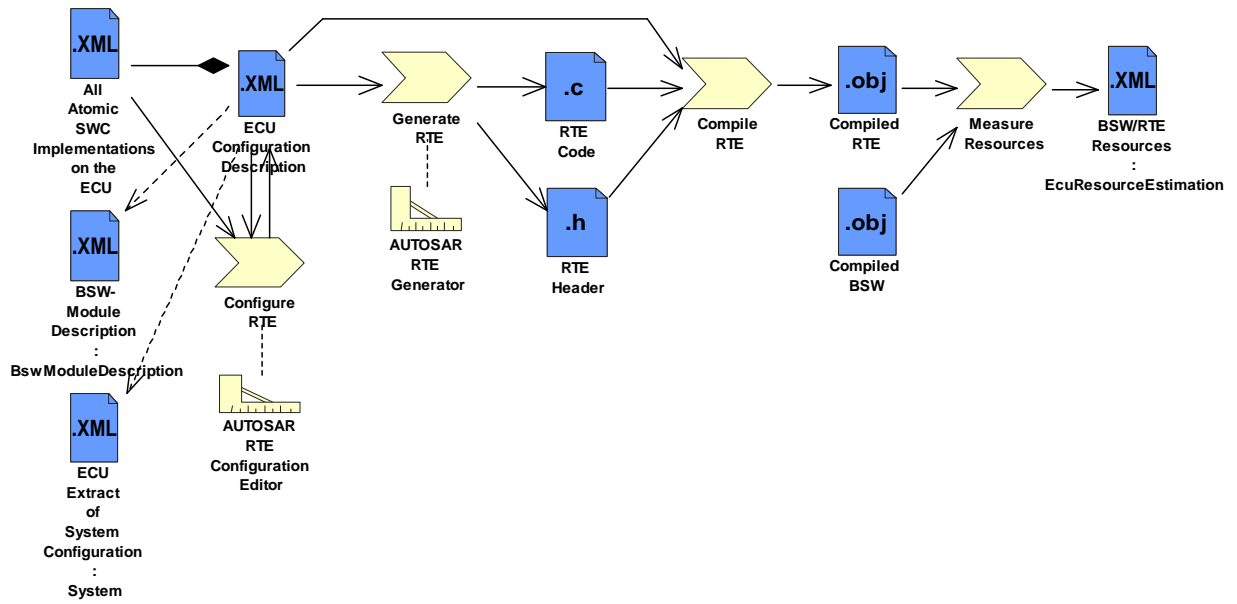 .XML
All
Atomic
SWC
Implementations
on the
ECU
.XML
ECU
Configuration
Description
Generate
RTE
.c
RTE
Code
Compile
RTE
.obj
Compiled
RTE
Measure
Resources
.XML
BSW/RTE
Resources
:
EcuResourceEstimation
.XML
BSW-
Module
Description
:
BswModuleDescription
Configure
RTE
AUTOSAR
RTE
Generator
.h
RTE
Header
.obj
Compiled
BSW
.XML
ECU
Extract
of
System
Configuration
:
System
AUTOSAR
RTE
Configuration
Editor